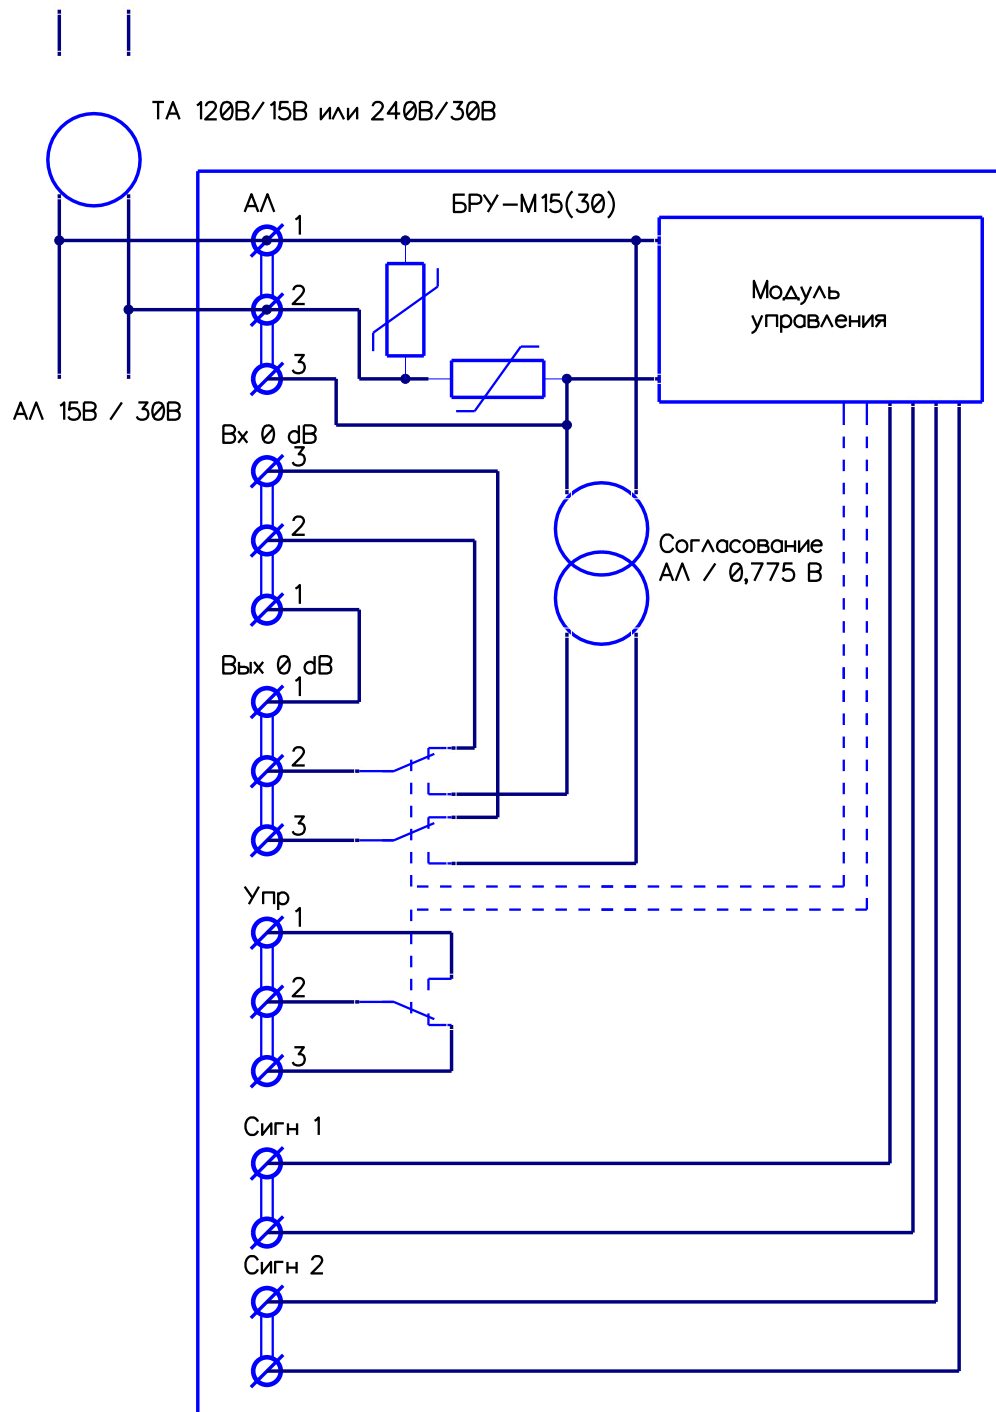 ТА 120В/15В или 240В/30В
АЛ
БРУ-М15(30)
1
2
3
Модуль
управления
АЛ 15В / 30В
Вх 0 dB
3
2
1
Согласование
АЛ / 0,775 В
Вых 0 dB
1
2
3
Упр
1
2
3
Сигн 1
Сигн 2